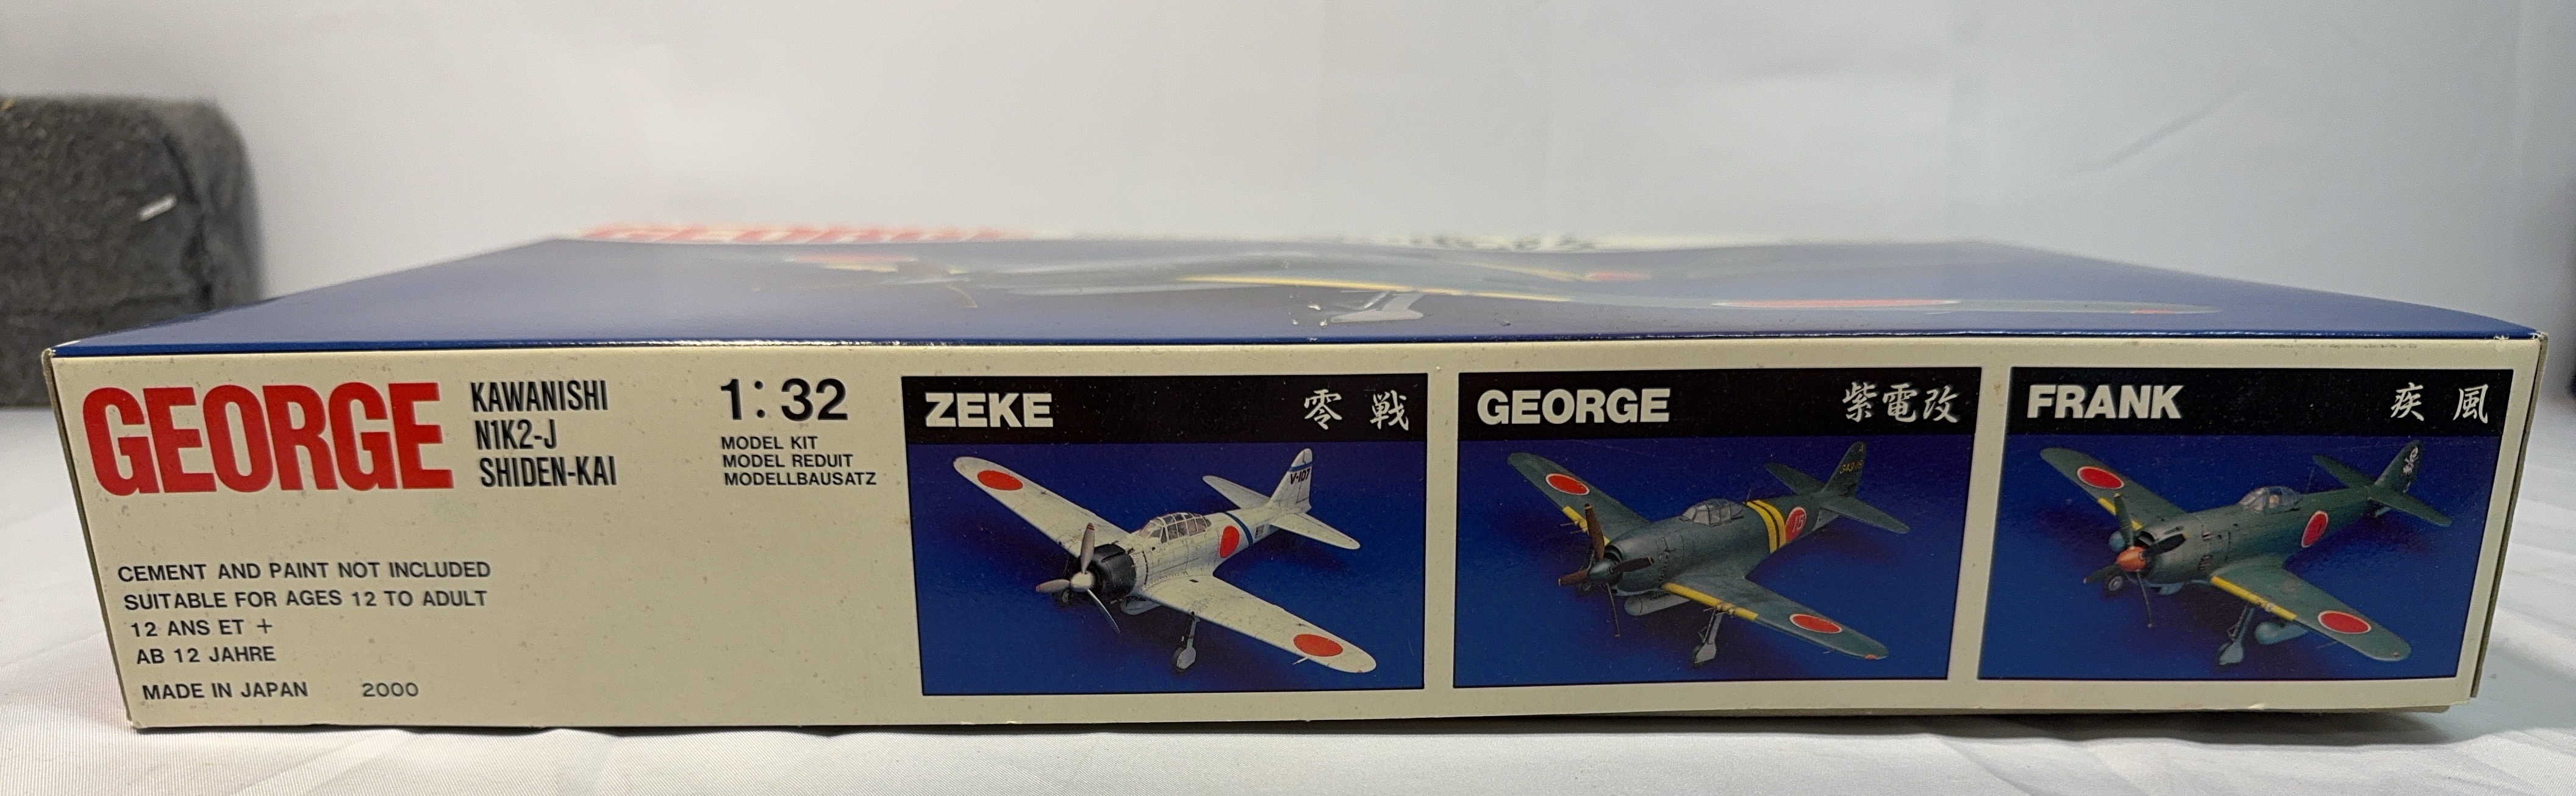 GEORGE
KAWANISHI
N1K2-J
SHIDEN-KAI
1:32
MODEL KIT
MODEL REDUIT
MODELLBAUSATZ
CEMENT AND PAINT NOT INCLUDED
SUITABLE FOR AGES 12 TO ADULT
12 ANS ET +
AB 12 JAHRE
MADE IN JAPAN 2000
ZEKE 零戦
V-107
GEORGE 紫電改
15
FRANK 疾風